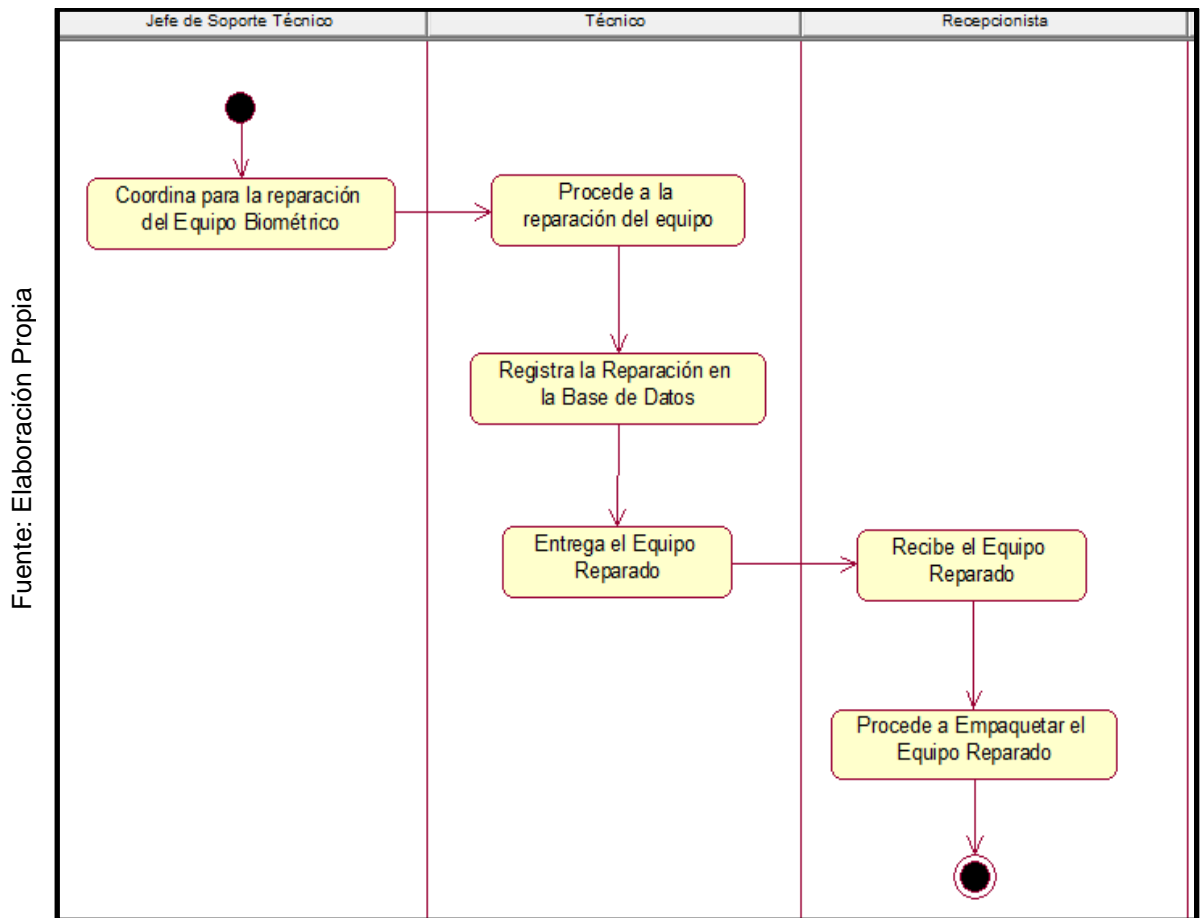 Jefe de Soporte Técnico
Técnico
Recepcionista
Coordina para la reparación
del Equipo Biométrico
Procede a la
reparación del equipo
Registra la Reparación en
la Base de Datos
Entrega el Equipo
Reparado
Recibe el Equipo
Reparado
Procede a Empaquetar el
Equipo Reparado
Fuente: Elaboración Propia